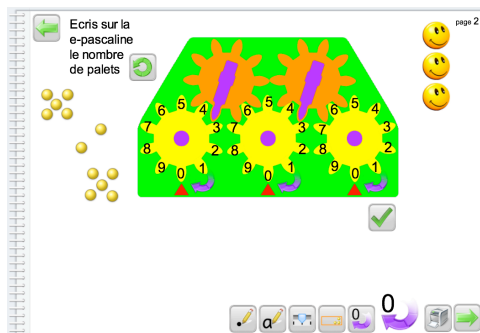 Ecris sur la
e-pascaline
le nombre
de palets
page 2
6 5 4 6 5 4 6 5 4
7 3 7 3 7 3
8 2 8 2 8 2
9 0 1 9 0 1 9 0 1
a 0 0